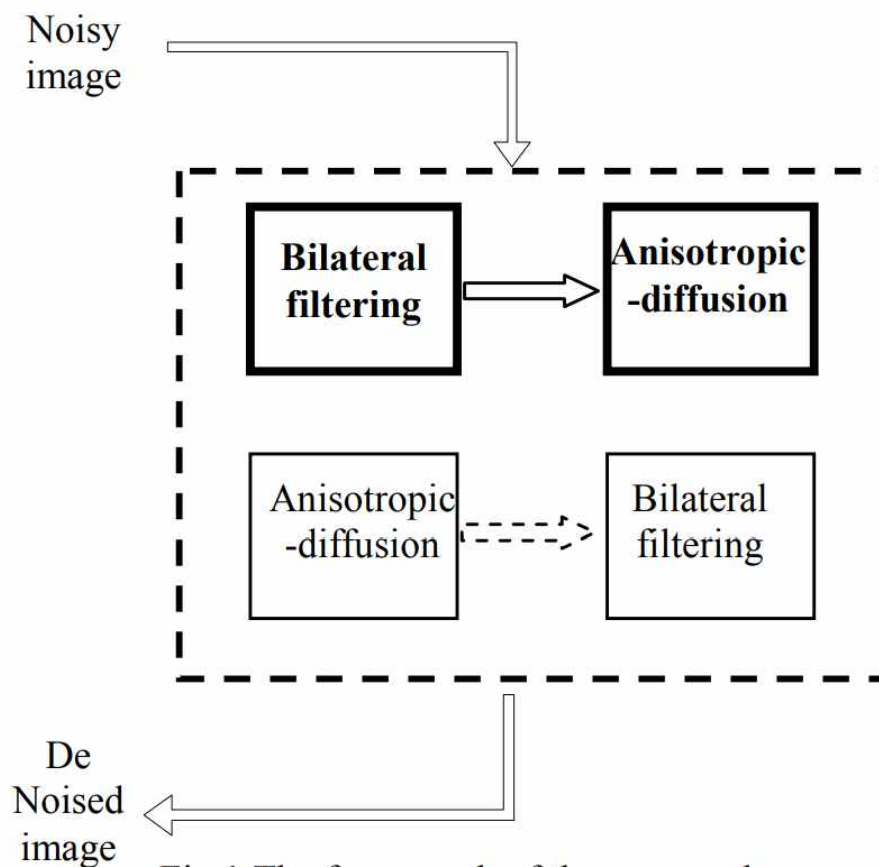 Noisy
image
Bilateral
filtering
Anisotropic
-diffusion
Anisotropic
-diffusion
Bilateral
filtering
De
Noised
image